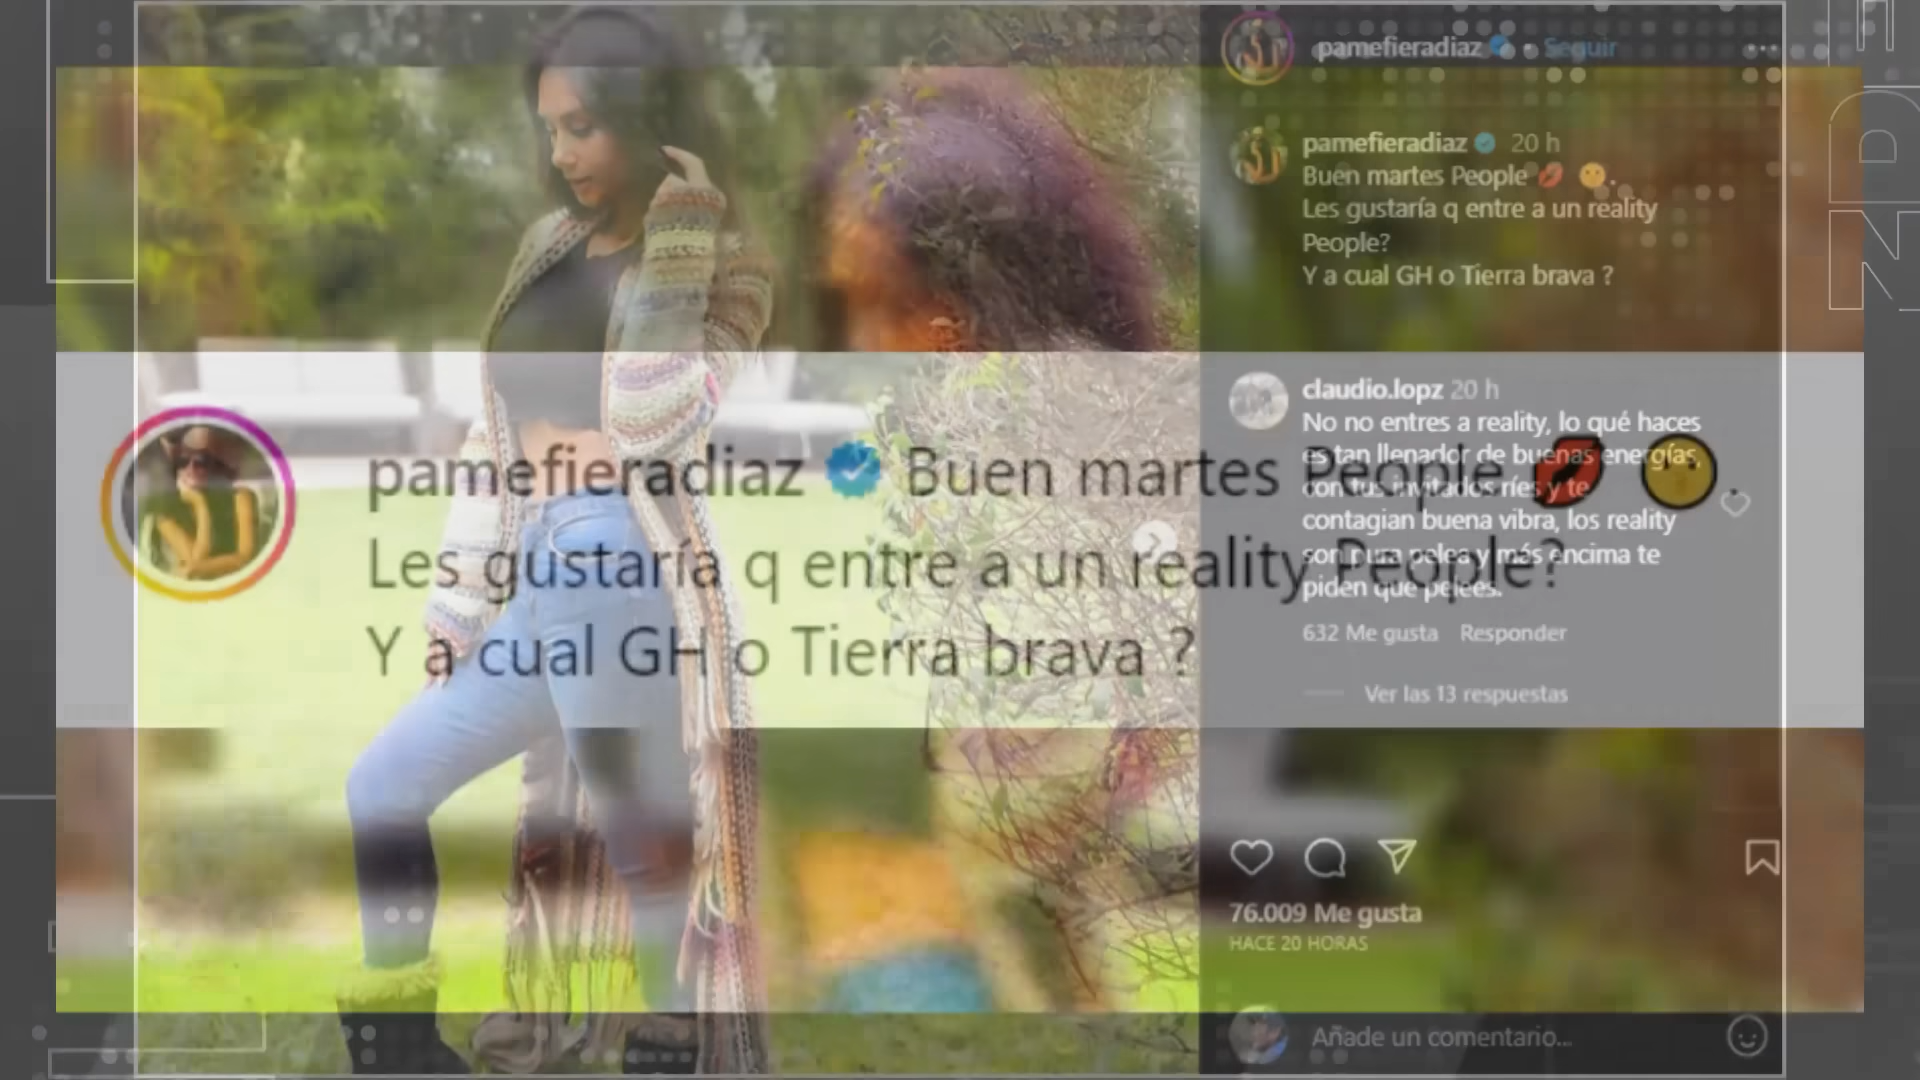 pamefieradiaz • Seguir
pamefieradiaz 20 h
Buen martes People 💋 😶.
Les gustaría q entre a un reality
People?
Y a cual GH o Tierra brava ?
claudio.lopz 20 h
No no entres a reality, lo qué haces
es tan llenador de buenas energías,
con tus invitados ríes y te
contagian buena vibra, los reality
son pura pelea y más encima te
piden que pelees.
632 Me gusta Responder
Ver las 13 respuestas
76.009 Me gusta
HACE 20 HORAS
Añade un comentario...
pamefieradiaz Buen martes People 💋 😶.
Les gustaría q entre a un reality People?
Y a cual GH o Tierra brava ?